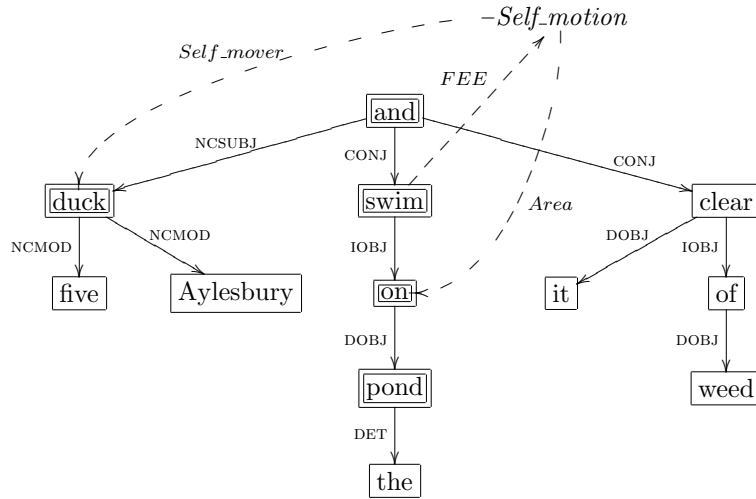 –Self_motion
Self_mover
FEE
and
NCSUBJ
CONJ
CONJ
duck
swim
clear
Area
NCMOD
NCMOD
IOBJ
DOBJ
IOBJ
five
Aylesbury
on
it
of
DOBJ
DOBJ
pond
weed
DET
the